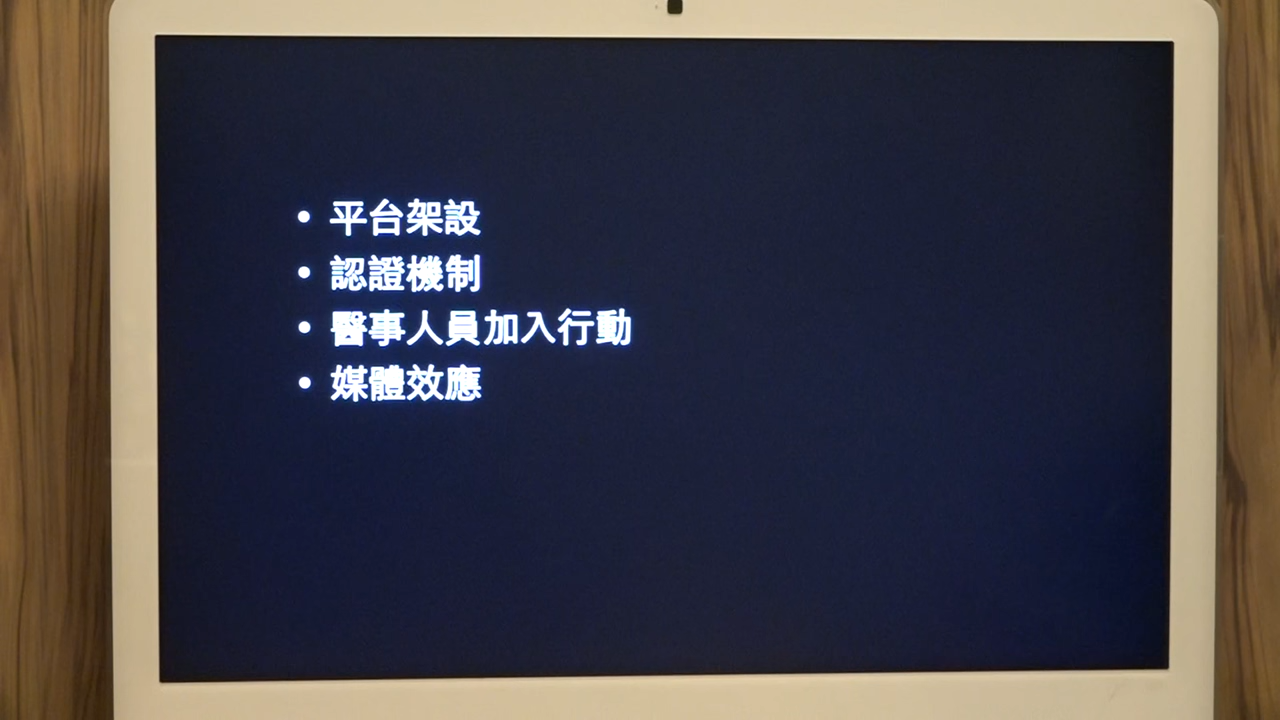 • 平台架設
• 認證機制
• 醫事人員加入行動
• 媒體效應